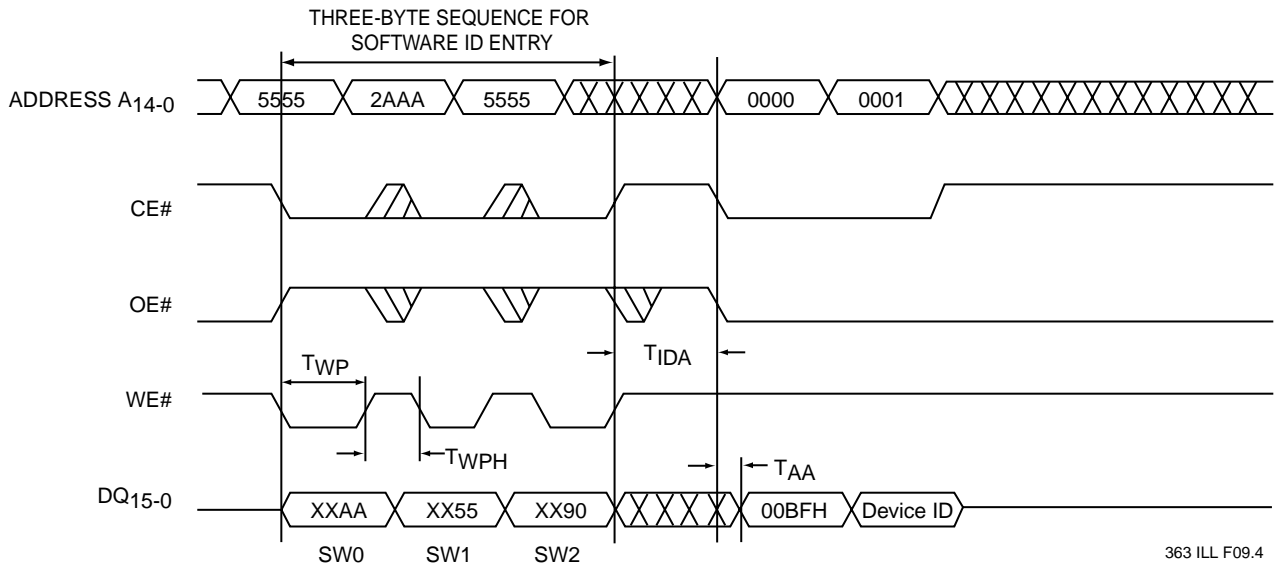 THREE-BYTE SEQUENCE FOR
SOFTWARE ID ENTRY
ADDRESS A14-0
5555 2AAA 5555 0000 0001
CE#
OE#
TWP TIDA
WE#
TWPH TAA
DQ15-0
XXAA XX55 XX90 00BFH Device ID
SW0 SW1 SW2
363 ILL F09.4